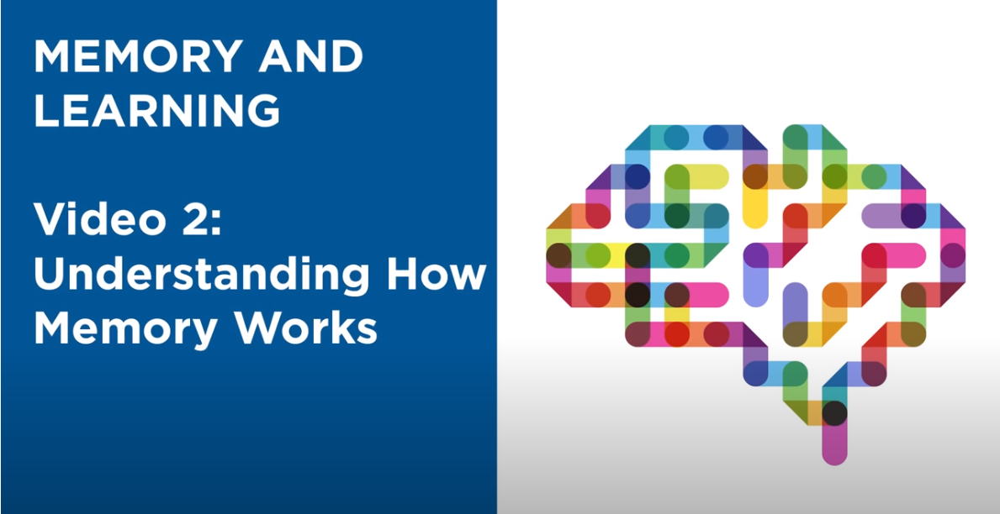 MEMORY AND
LEARNING
Video 2:
Understanding How
Memory Works